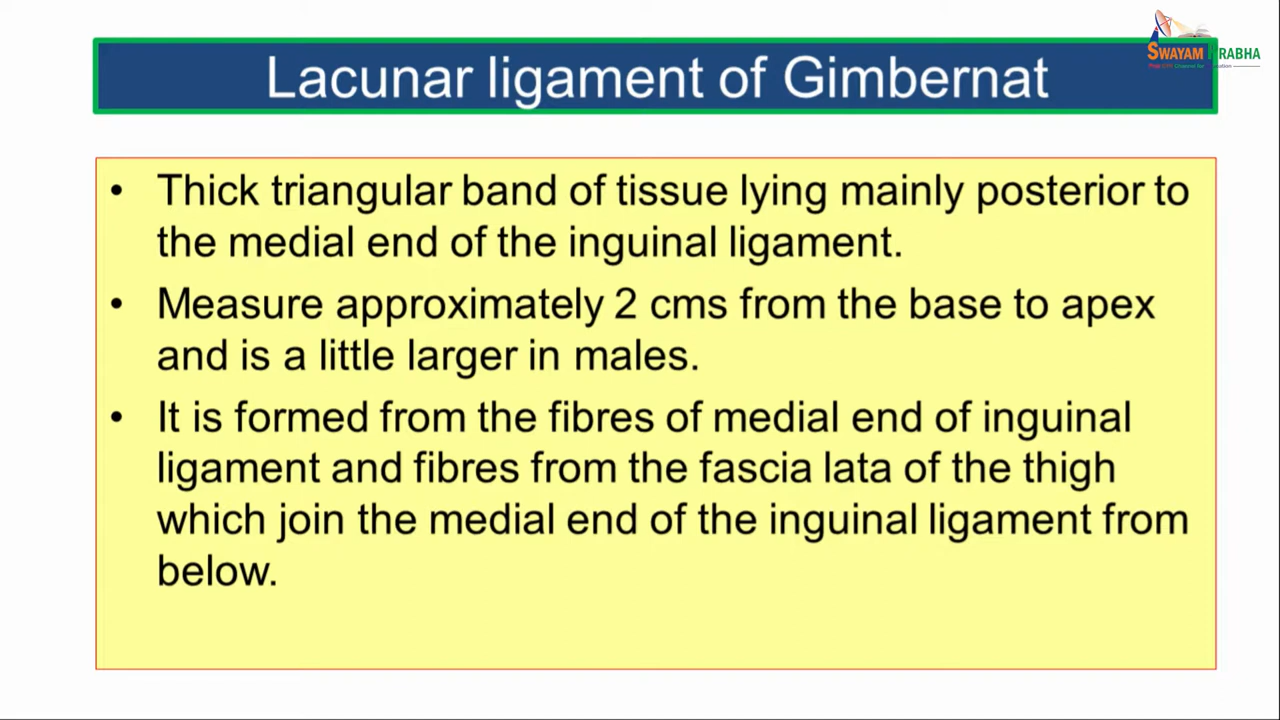 SWAYAM PRABHA
Lacunar ligament of Gimbernat
• Thick triangular band of tissue lying mainly posterior to
the medial end of the inguinal ligament.
• Measure approximately 2 cms from the base to apex
and is a little larger in males.
• It is formed from the fibres of medial end of inguinal
ligament and fibres from the fascia lata of the thigh
which join the medial end of the inguinal ligament from
below.